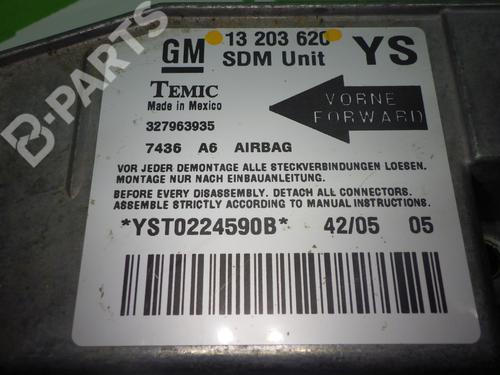 GM 13 203 620 YS
SDM Unit
TEMIC
Made in Mexico
VORNE
FORWARD
327963935
7436 A6 AIRBAG
VOR JEDER DEMONTAGE ALLE STECKVERBINDUNGEN LOESEN.
MONTAGE NUR NACH EINBAUANLEITUNG.
BEFORE EVERY DISASSEMBLY. DETACH ALL CONNECTORS.
ASSEMBLE STRICTLY ACCORDING TO MANUAL INSTRUCTIONS.
*YST0224590B* 42/05 05
B-PARTS